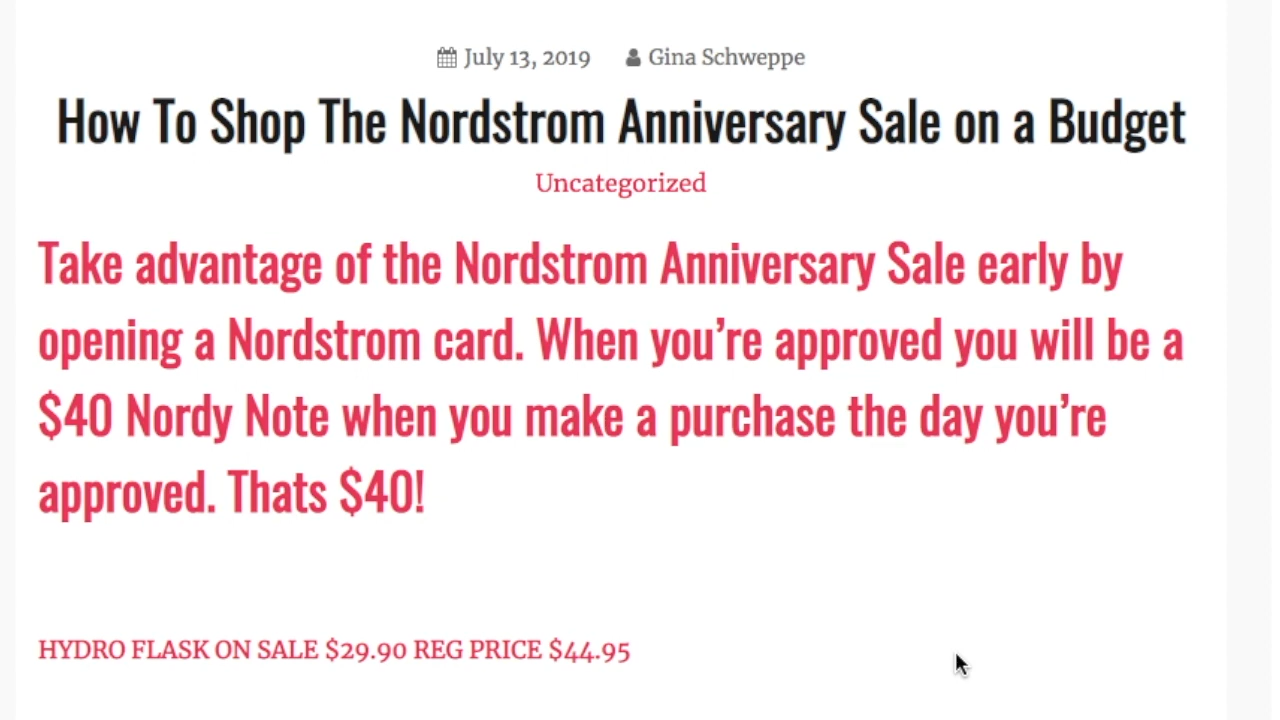 July 13, 2019 Gina Schweppe
How To Shop The Nordstrom Anniversary Sale on a Budget
Uncategorized
Take advantage of the Nordstrom Anniversary Sale early by
opening a Nordstrom card. When you’re approved you will be a
$40 Nordy Note when you make a purchase the day you’re
approved. Thats $40!
HYDRO FLASK ON SALE $29.90 REG PRICE $44.95